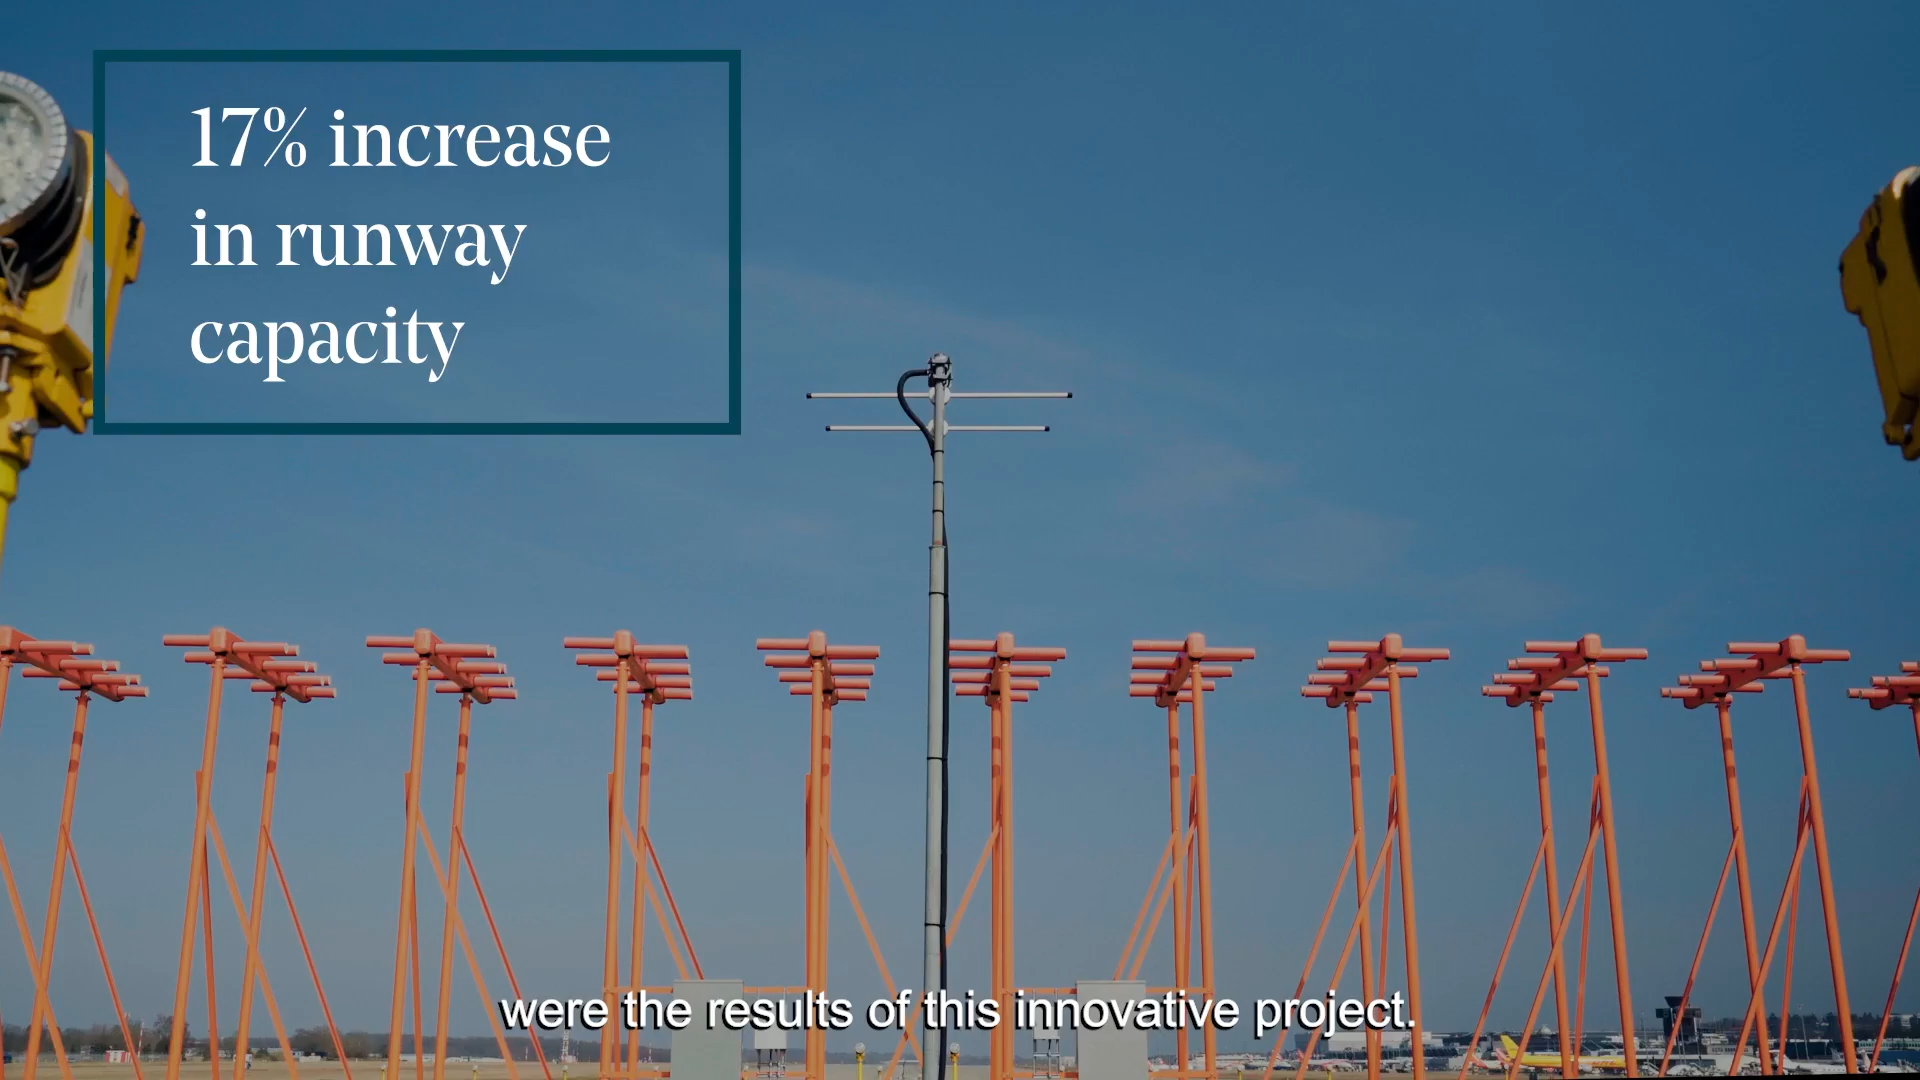 17% increase
in runway
capacity
were the results of this innovative project.